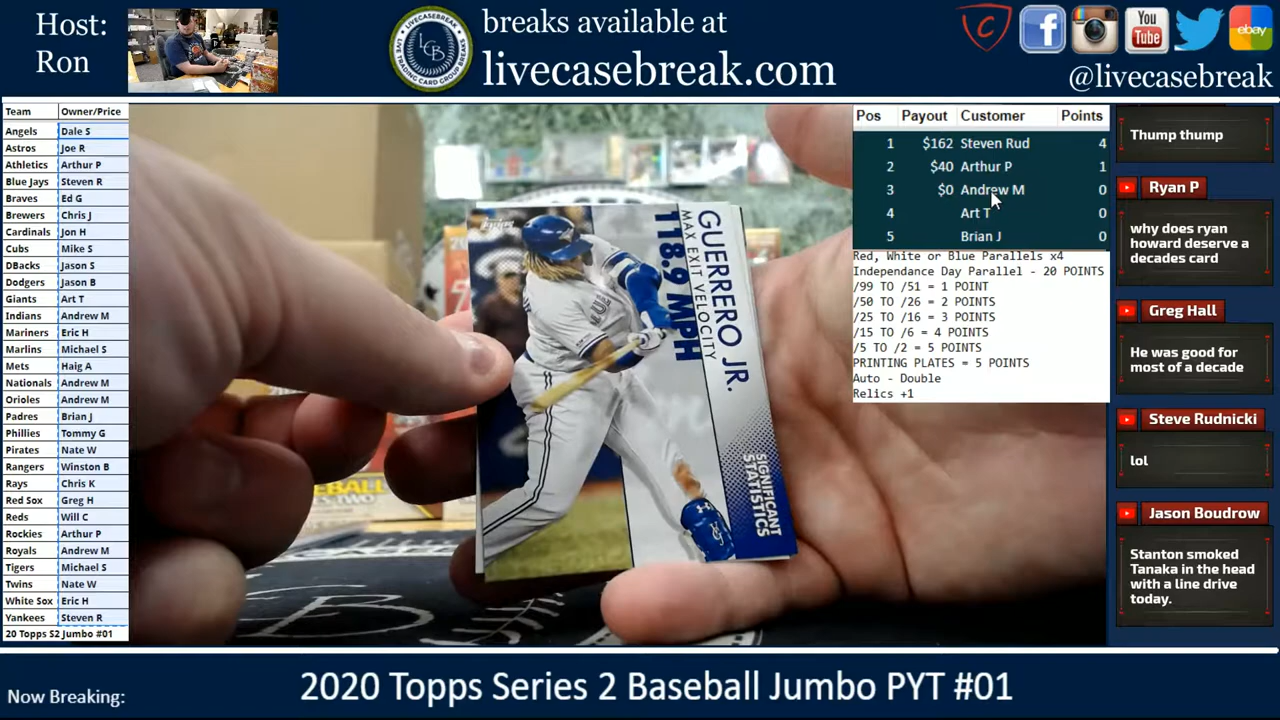 Host:
Ron
LIVECASEBREAK
LCB
TRADING CARD GROUP BREAKS
breaks available at
livecasebreak.com
You
Tube
ebay
@livecasebreak
Team Owner/Price
Angels Dale S
Astros Joe R
Athletics Arthur P
Blue Jays Steven R
Braves Ed G
Brewers Chris J
Cardinals Jon H
Cubs Mike S
DBacks Jason S
Dodgers Jason B
Giants Art T
Indians Andrew M
Mariners Eric H
Marlins Michael S
Mets Haig A
Nationals Andrew M
Orioles Andrew M
Padres Brian J
Phillies Tommy G
Pirates Nate W
Rangers Winston B
Rays Chris K
Red Sox Greg H
Reds Will C
Rockies Arthur P
Royals Andrew M
Tigers Michael S
Twins Nate W
White Sox Eric H
Yankees Steven R
20 Topps S2 Jumbo #01
topps
GUERRERO JR.
MAX EXIT VELOCITY
118.9 MPH
SIGNIFICANT
STATISTICS
Pos Payout Customer Points
1 $162 Steven Rud 4
2 $40 Arthur P 1
3 $0 Andrew M 0
4 Art T 0
5 Brian J 0
Red, White or Blue Parallels x4
Independance Day Parallel - 20 POINTS
/99 TO /51 = 1 POINT
/50 TO /26 = 2 POINTS
/25 TO /16 = 3 POINTS
/15 TO /6 = 4 POINTS
/5 TO /2 = 5 POINTS
PRINTING PLATES = 5 POINTS
Auto - Double
Relics +1
Thump thump
Ryan P
why does ryan
howard deserve a
decades card
Greg Hall
He was good for
most of a decade
Steve Rudnicki
lol
Jason Boudrow
Stanton smoked
Tanaka in the head
with a line drive
today.
Now Breaking:
2020 Topps Series 2 Baseball Jumbo PYT #01